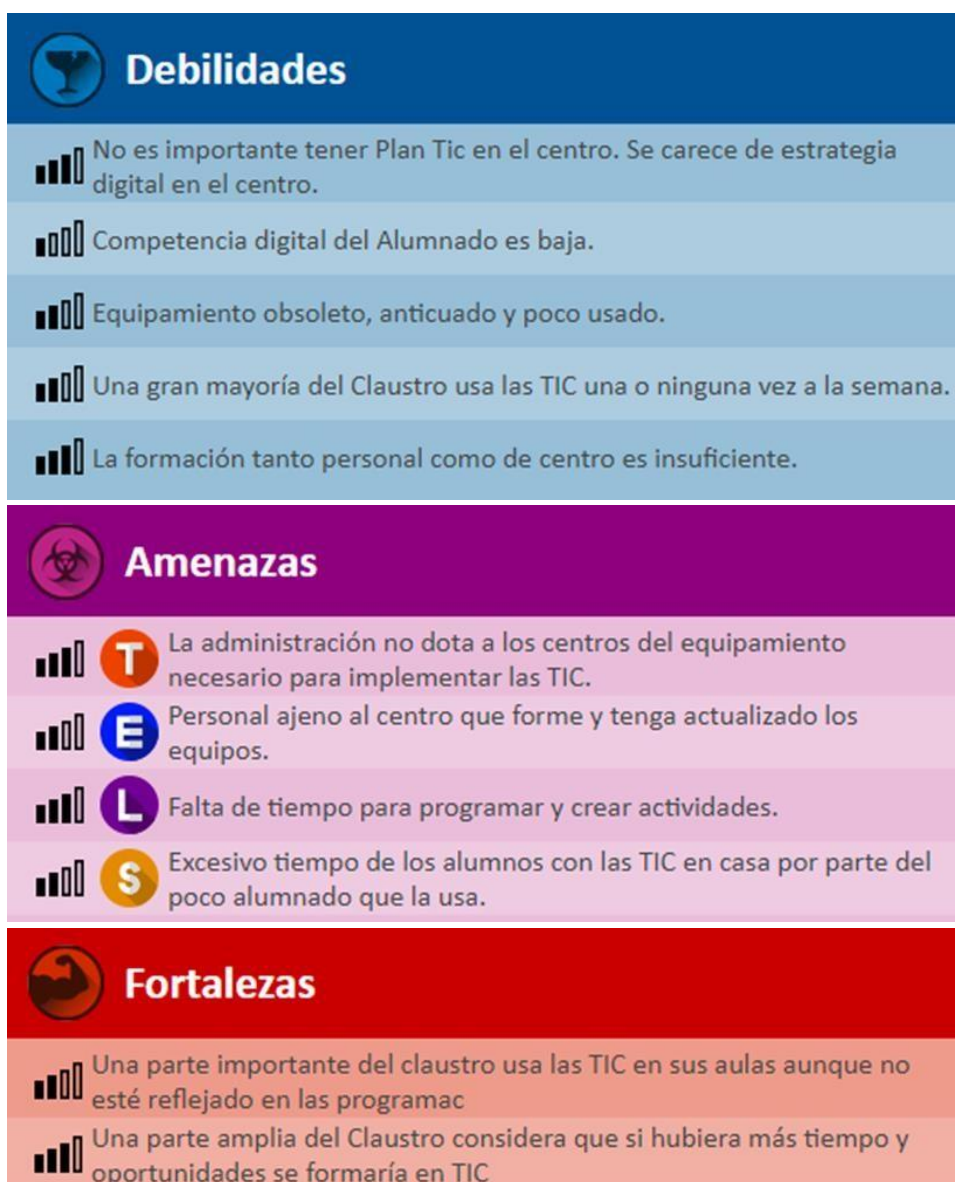 Debilidades
No es importante tener Plan Tic en el centro. Se carece de estrategia
digital en el centro.
Competencia digital del Alumnado es baja.
Equipamiento obsoleto, anticuado y poco usado.
Una gran mayoría del Claustro usa las TIC una o ninguna vez a la semana.
La formación tanto personal como de centro es insuficiente.
Amenazas
T La administración no dota a los centros del equipamiento
necesario para implementar las TIC.
E Personal ajeno al centro que forme y tenga actualizado los
equipos.
L Falta de tiempo para programar y crear actividades.
S Excesivo tiempo de los alumnos con las TIC en casa por parte del
poco alumnado que la usa.
Fortalezas
Una parte importante del claustro usa las TIC en sus aulas aunque no
esté reflejado en las programac
Una parte amplia del Claustro considera que si hubiera más tiempo y
oportunidades se formaría en TIC